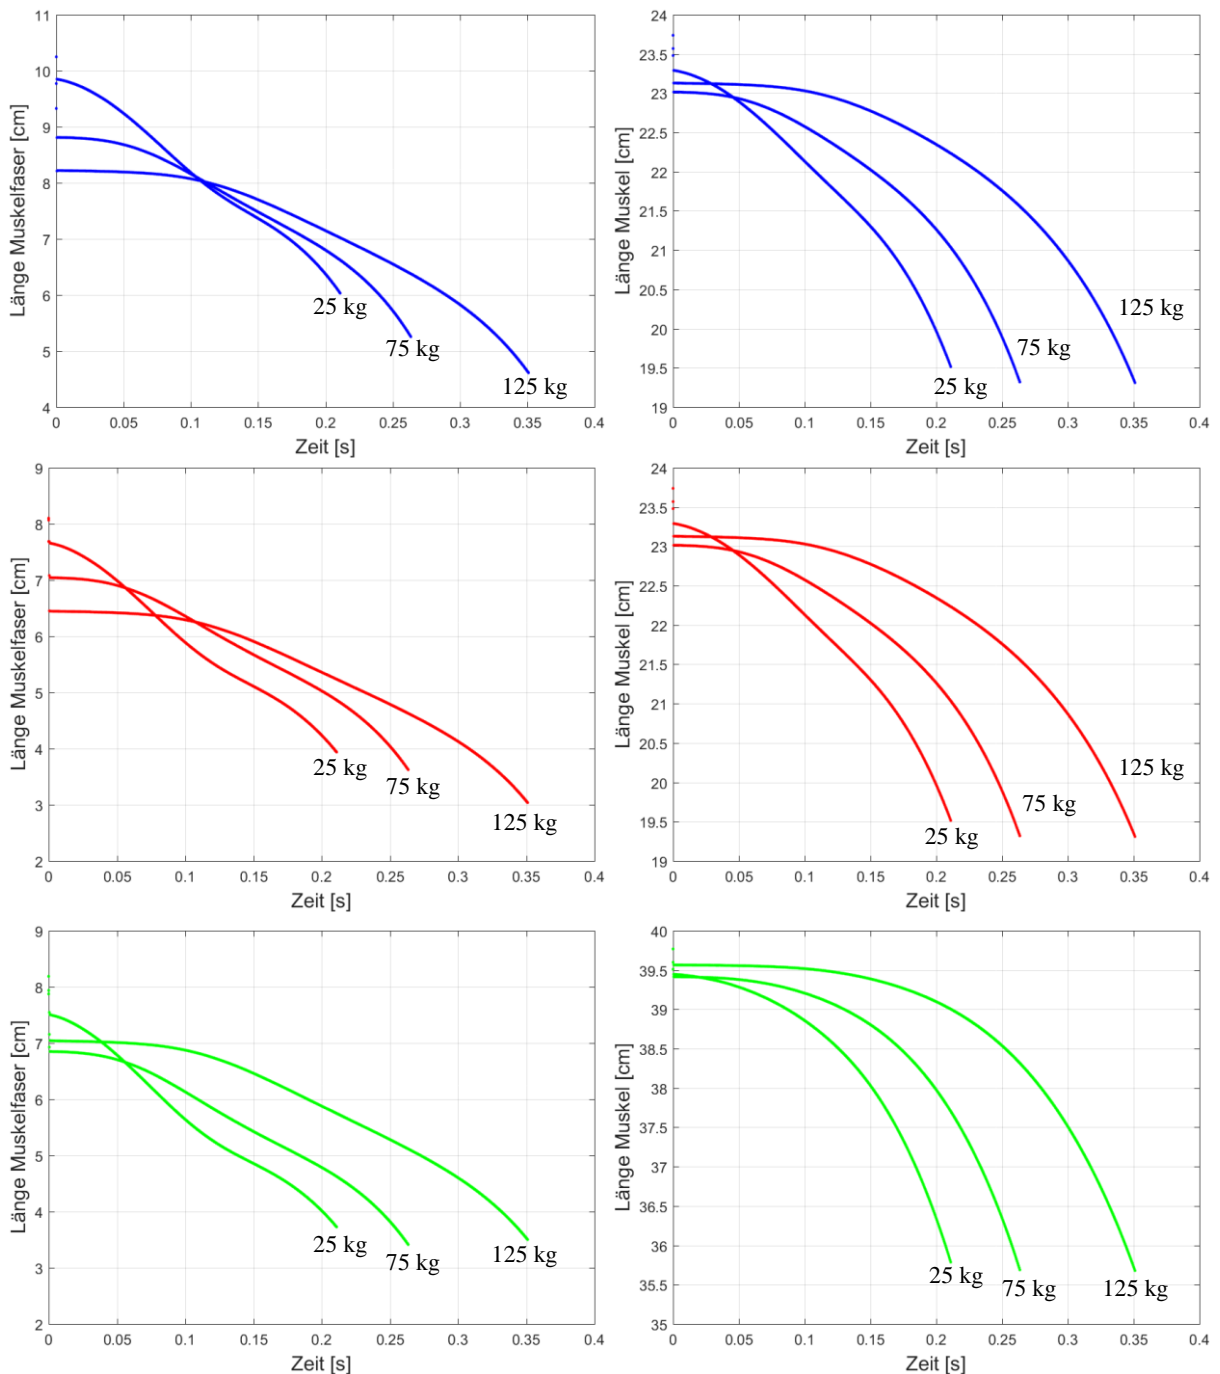 11
10
9
8
7
6
5
4
Länge Muskelfaser [cm]
25 kg
75 kg
125 kg
0 0.05 0.1 0.15 0.2 0.25 0.3 0.35 0.4
Zeit [s]
24
23.5
23
22.5
22
21.5
21
20.5
20
19.5
19
Länge Muskel [cm]
125 kg
75 kg
25 kg
0 0.05 0.1 0.15 0.2 0.25 0.3 0.35 0.4
Zeit [s]
9
8
7
6
5
4
3
2
Länge Muskelfaser [cm]
25 kg
75 kg
125 kg
0 0.05 0.1 0.15 0.2 0.25 0.3 0.35 0.4
Zeit [s]
24
23.5
23
22.5
22
21.5
21
20.5
20
19.5
19
Länge Muskel [cm]
125 kg
75 kg
25 kg
0 0.05 0.1 0.15 0.2 0.25 0.3 0.35 0.4
Zeit [s]
9
8
7
6
5
4
3
2
Länge Muskelfaser [cm]
25 kg
75 kg
125 kg
0 0.05 0.1 0.15 0.2 0.25 0.3 0.35 0.4
Zeit [s]
40
39.5
39
38.5
38
37.5
37
36.5
36
35.5
35
Länge Muskel [cm]
25 kg
75 kg
125 kg
0 0.05 0.1 0.15 0.2 0.25 0.3 0.35 0.4
Zeit [s]